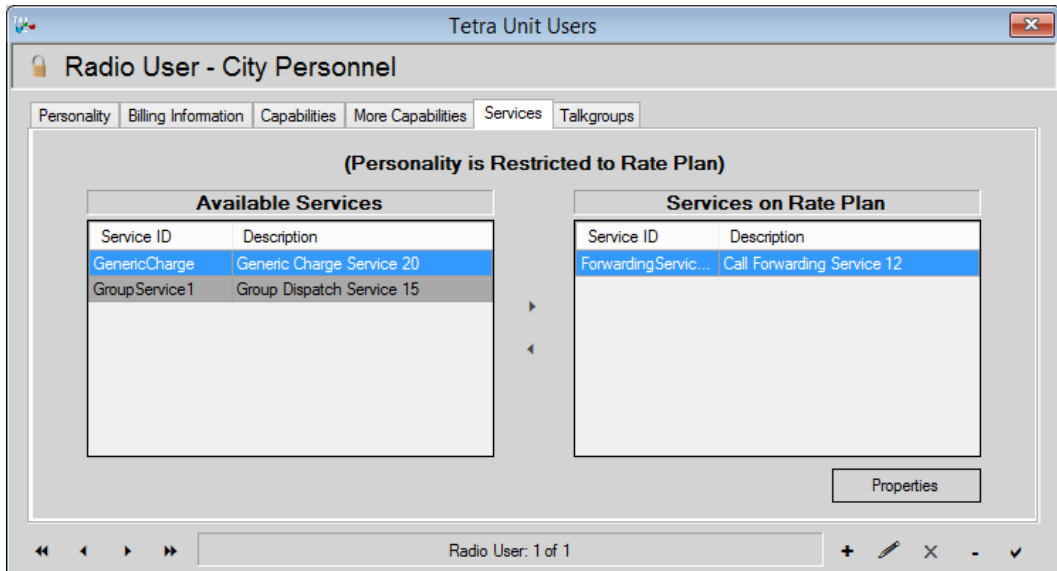 Tetra Unit Users
Radio User - City Personnel
Personality Billing Information Capabilities More Capabilities Services Talkgroups
(Personality is Restricted to Rate Plan)
Available Services Services on Rate Plan
Service ID Description Service ID Description
GenericCharge Generic Charge Service 20 ForwardingServic... Call Forwarding Service 12
GroupService1 Group Dispatch Service 15
Properties
Radio User: 1 of 1